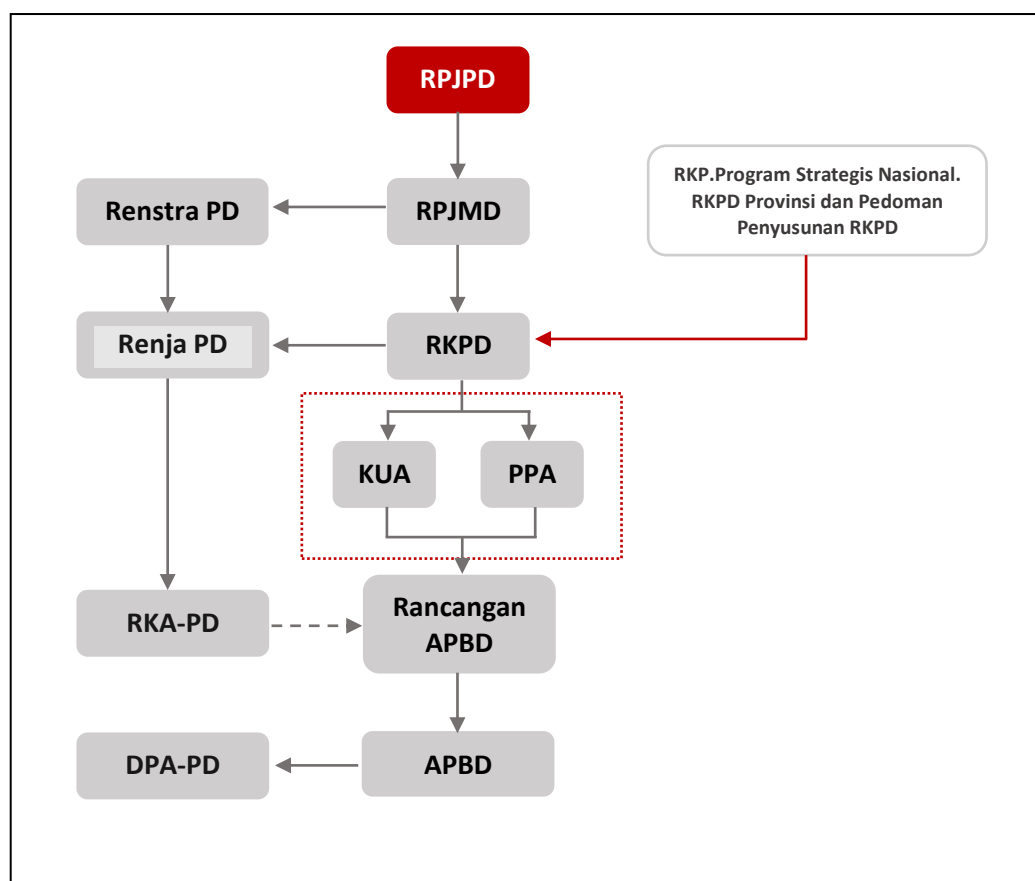 RPJPD
RKP.Program Strategis Nasional.
RKPD Provinsi dan Pedoman
Penyusunan RKPD
Renstra PD
RPJMD
Renja PD
RKPD
KUA
PPA
Rancangan
APBD
RKA-PD
DPA-PD
APBD